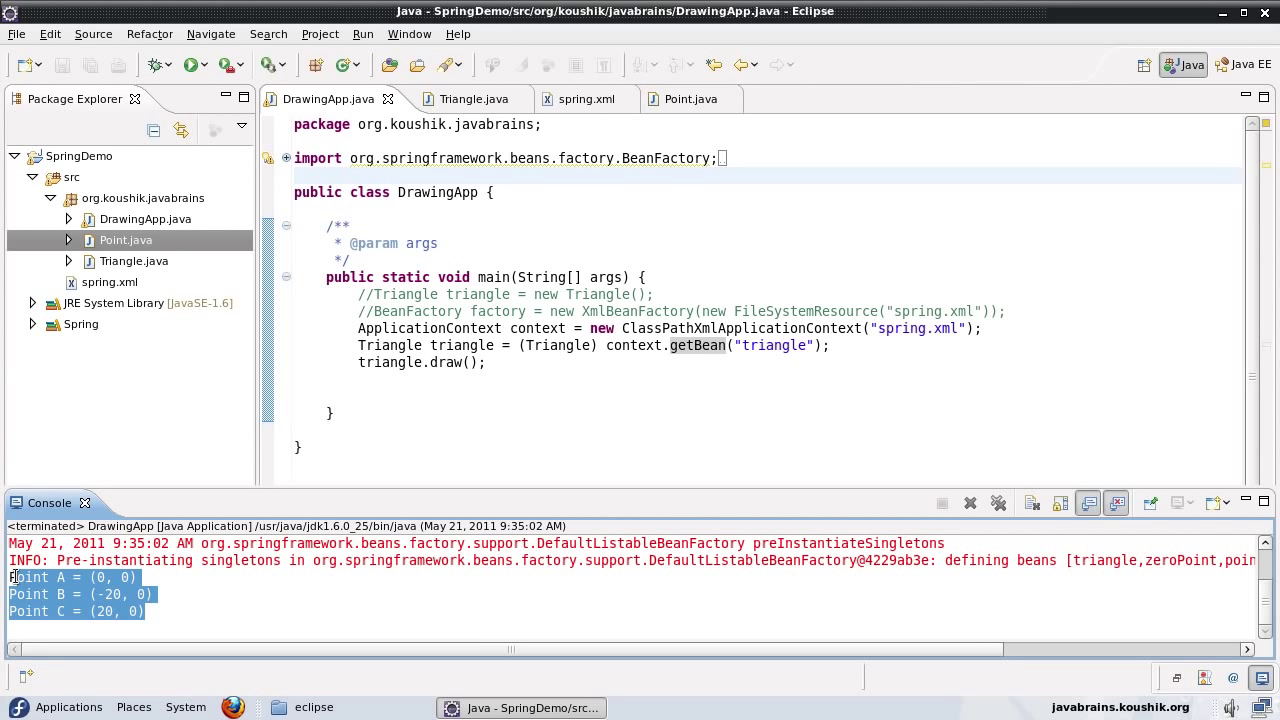 Java - SpringDemo/src/org/koushik/javabrains/DrawingApp.java - Eclipse
File Edit Source Refactor Navigate Search Project Run Window Help
Java Java EE
Package Explorer
DrawingApp.java Triangle.java spring.xml Point.java
SpringDemo
src
org.koushik.javabrains
DrawingApp.java
Point.java
Triangle.java
spring.xml
JRE System Library [JavaSE-1.6]
Spring
package org.koushik.javabrains;
import org.springframework.beans.factory.BeanFactory;
public class DrawingApp {
/**
* @param args
*/
public static void main(String[] args) {
//Triangle triangle = new Triangle();
//BeanFactory factory = new XmlBeanFactory(new FileSystemResource("spring.xml"));
ApplicationContext context = new ClassPathXmlApplicationContext("spring.xml");
Triangle triangle = (Triangle) context.getBean("triangle");
triangle.draw();
}
}
Console
<terminated> DrawingApp [Java Application] /usr/java/jdk1.6.0_25/bin/java (May 21, 2011 9:35:02 AM)
May 21, 2011 9:35:02 AM org.springframework.beans.factory.support.DefaultListableBeanFactory preInstantiateSingletons
INFO: Pre-instantiating singletons in org.springframework.beans.factory.support.DefaultListableBeanFactory@4229ab3e: defining beans [triangle,zeroPoint,poin
Point A = (0, 0)
Point B = (-20, 0)
Point C = (20, 0)
Applications Places System eclipse Java - SpringDemo/src... javabrains.koushik.org